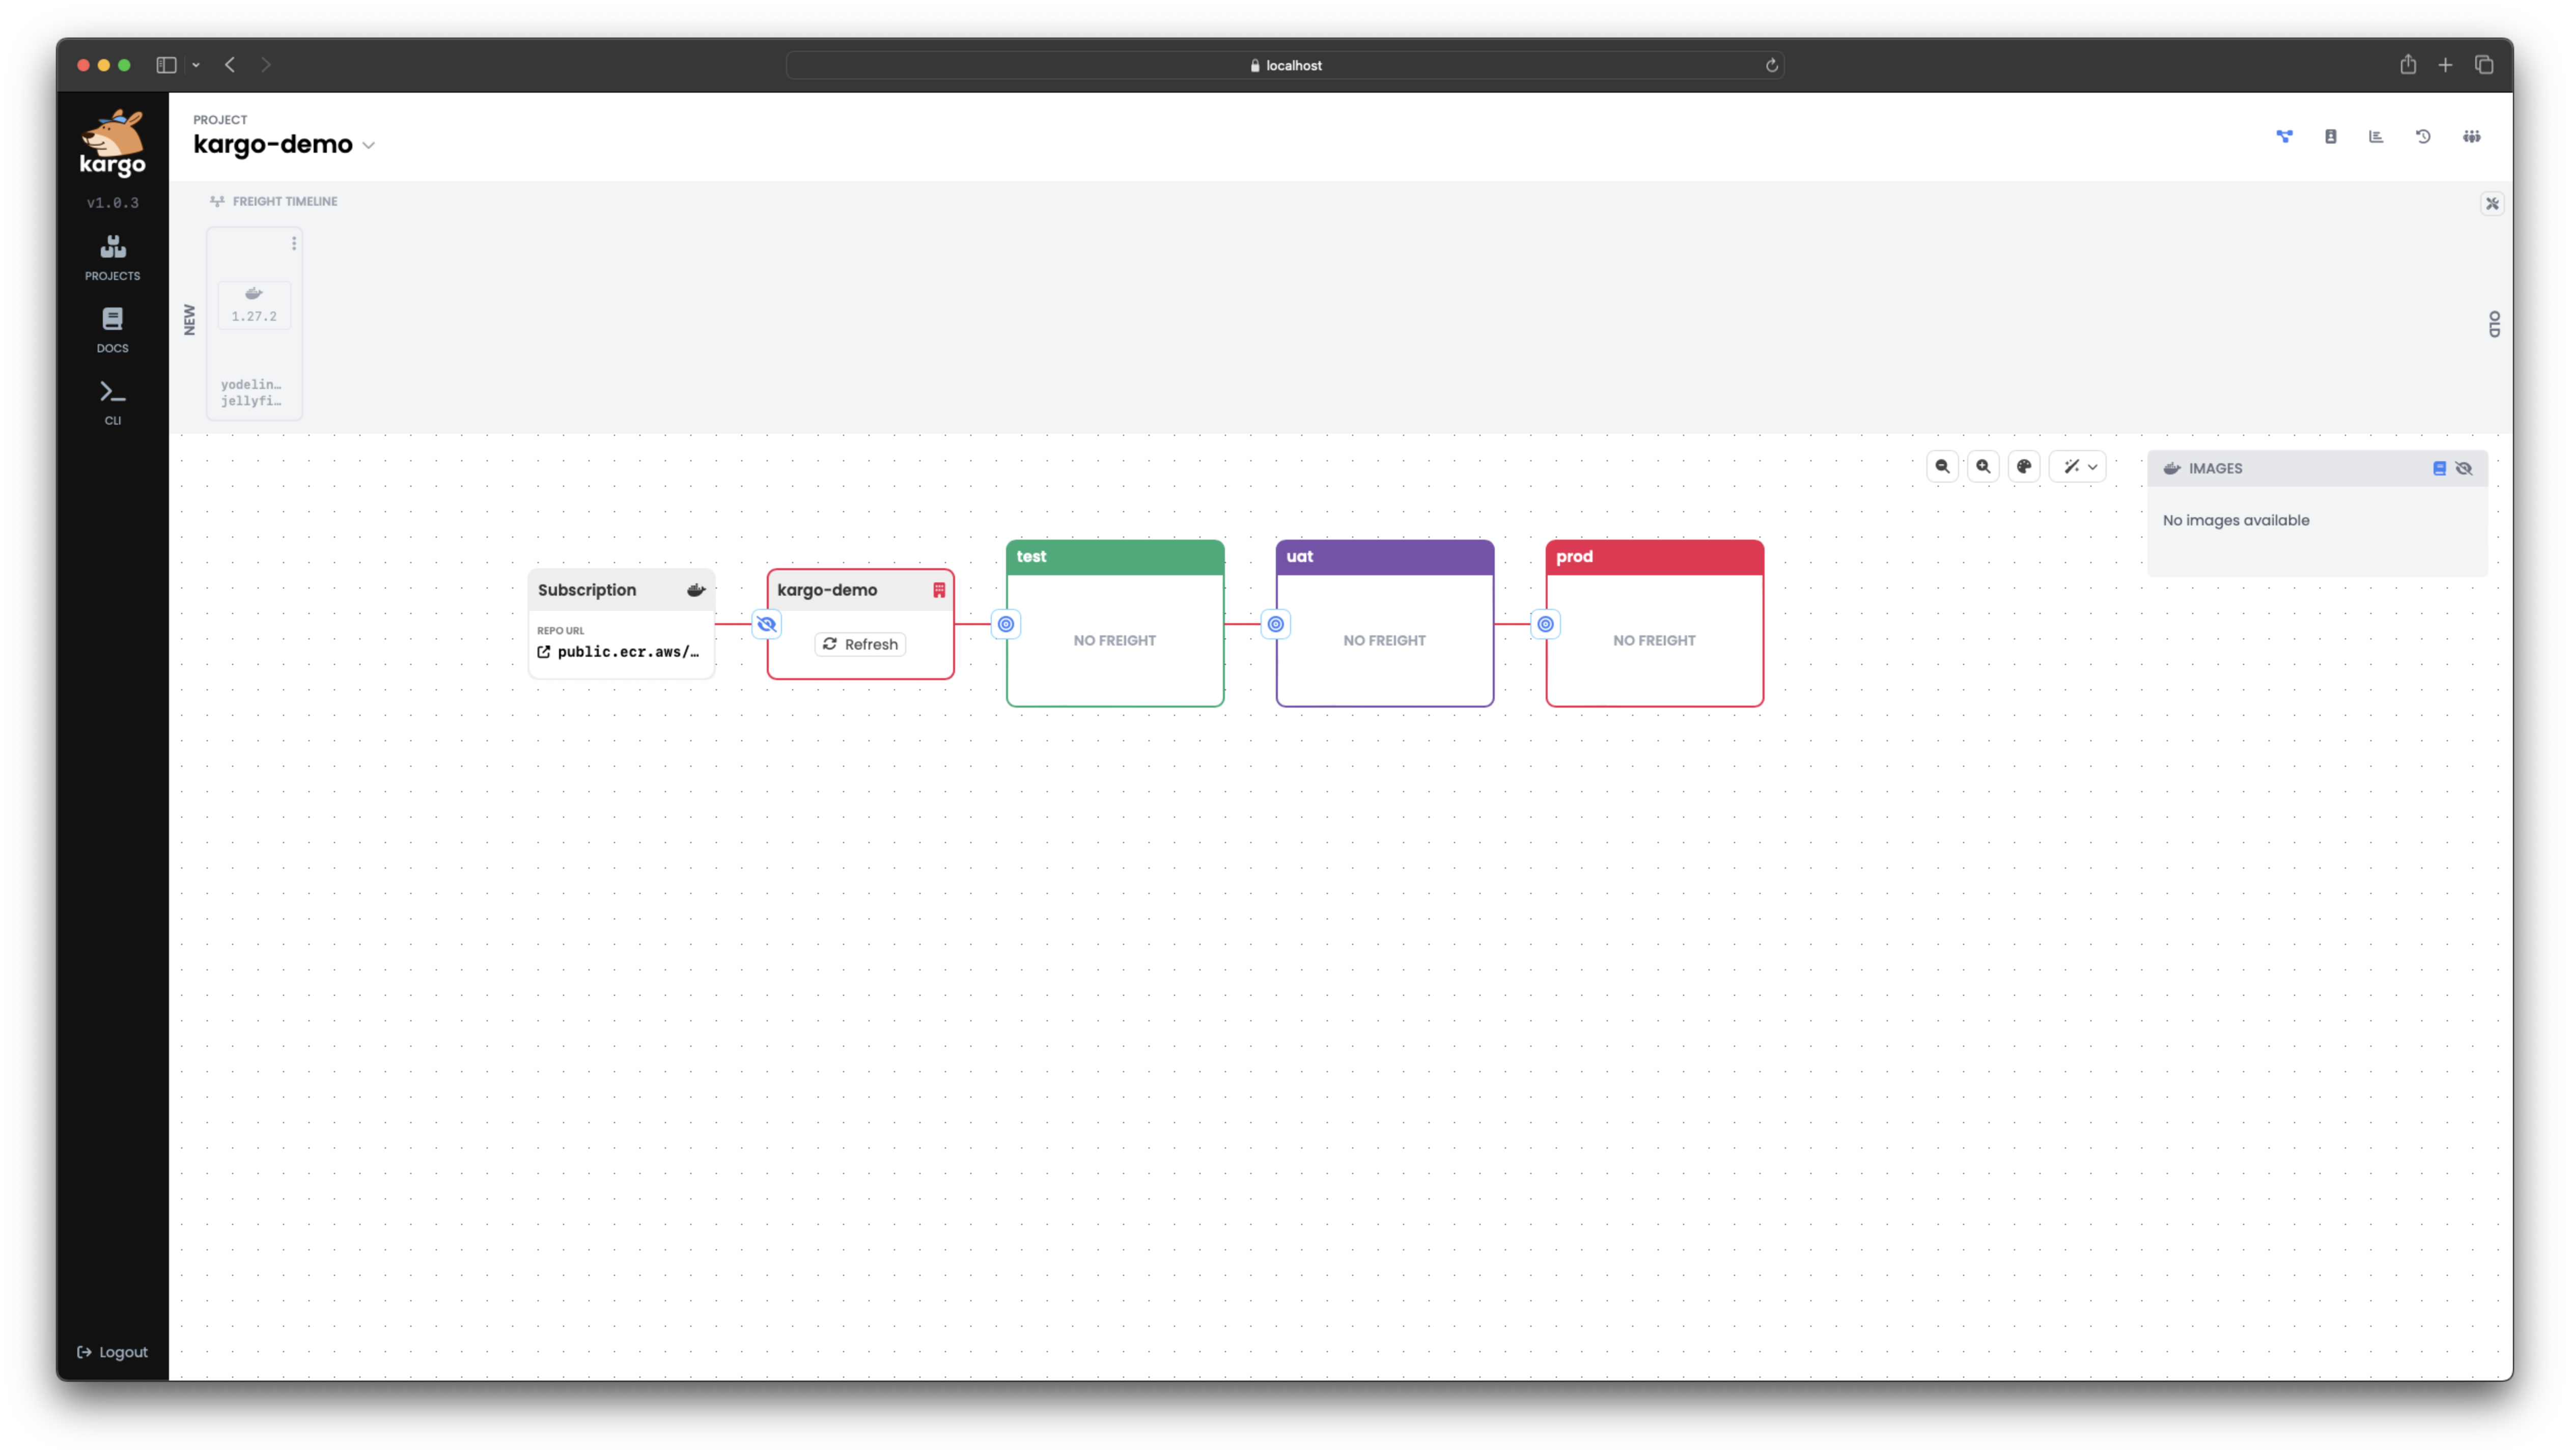 localhost
kargo
v1.0.3
PROJECTS
DOCS
CLI
Logout
PROJECT
kargo-demo
FREIGHT TIMELINE
NEW
1.27.2
yodelin…
jellyfi…
OLD
IMAGES
No images available
Subscription
REPO URL
public.ecr.aws/…
kargo-demo
Refresh
test
NO FREIGHT
uat
NO FREIGHT
prod
NO FREIGHT